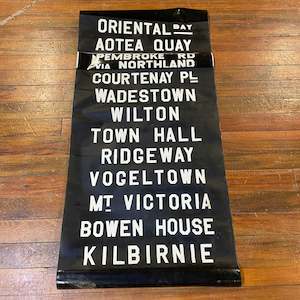 ORIENTAL BAY
AOTEA QUAY
PEMBROKE RD
VIA NORTHLAND
COURTENAY PL
WADESTOWN
WILTON
TOWN HALL
RIDGEWAY
VOGELTOWN
MT VICTORIA
BOWEN HOUSE
KILBIRNIE